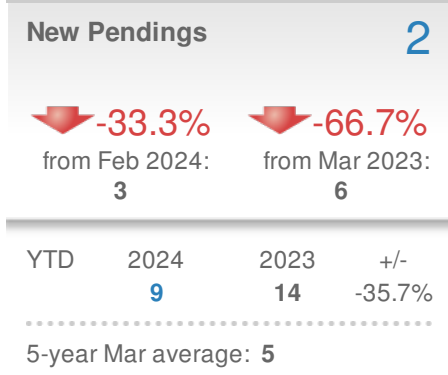 New Pendings 2
-33.3% -66.7%
from Feb 2024: from Mar 2023:
3 6
YTD 2024 2023 +/-
9 14 -35.7%
5-year Mar average: 5